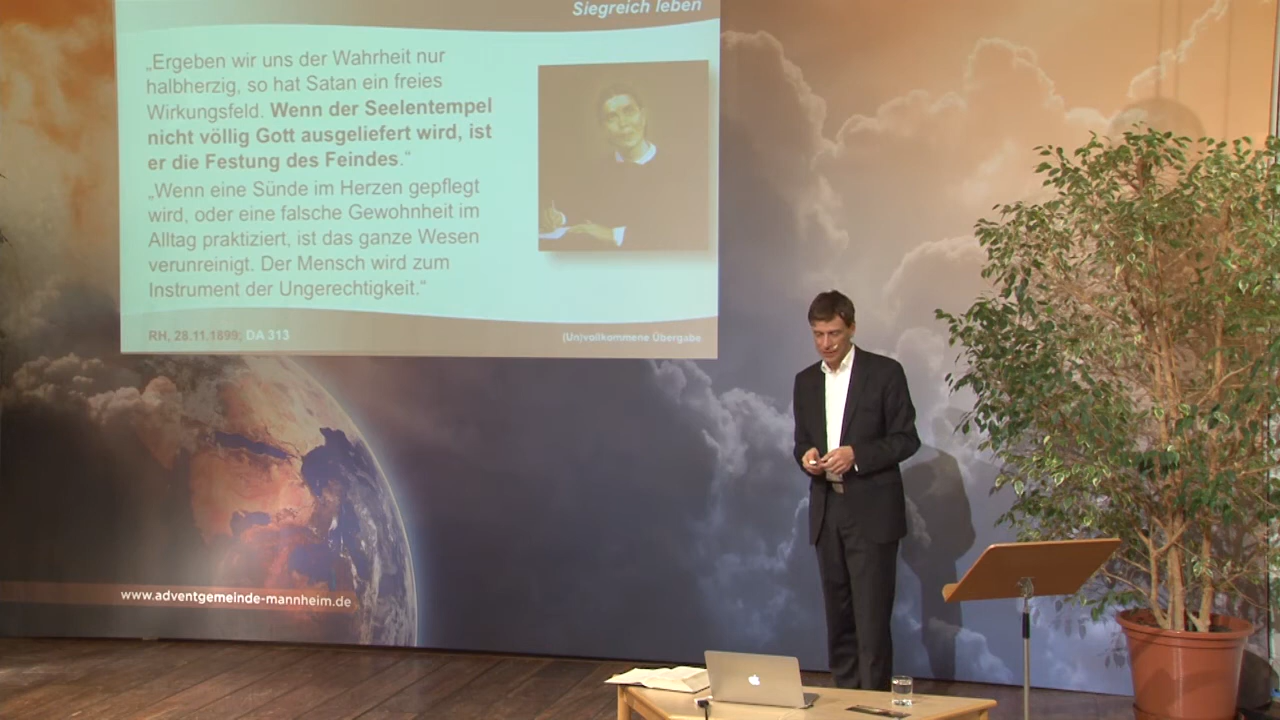 Siegreich leben
„Ergeben wir uns der Wahrheit nur
halbherzig, so hat Satan ein freies
Wirkungsfeld. Wenn der Seelentempel
nicht völlig Gott ausgeliefert wird, ist
er die Festung des Feindes.“
„Wenn eine Sünde im Herzen gepflegt
wird, oder eine falsche Gewohnheit im
Alltag praktiziert, ist das ganze Wesen
verunreinigt. Der Mensch wird zum
Instrument der Ungerechtigkeit.“
RH, 28.11.1899; DA 313
(Un)vollkommene Übergabe
www.adventgemeinde-mannheim.de